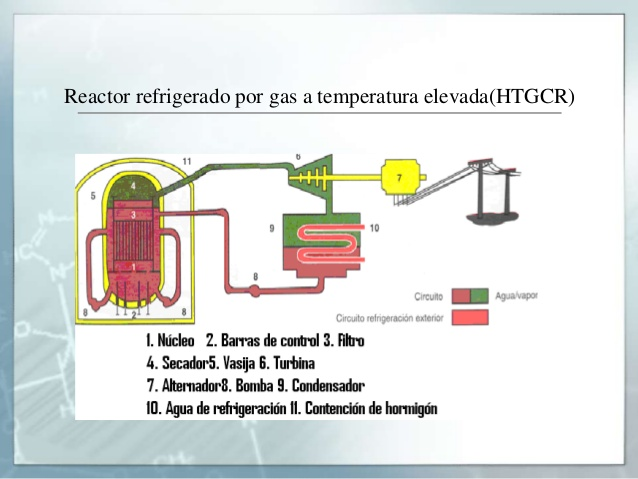 Reactor refrigerado por gas a temperatura elevada(HTGCR)
11
6
4
7
5
3
9
10
1
8
8
2
8
Circuito
Agua/vapor
Circuito refrigeración exterior
1. Núcleo 2. Barras de control 3. Filtro
4. Secador5. Vasija 6. Turbina
7. Alternador8. Bomba 9. Condensador
10. Agua de refrigeración 11. Contención de hormigón